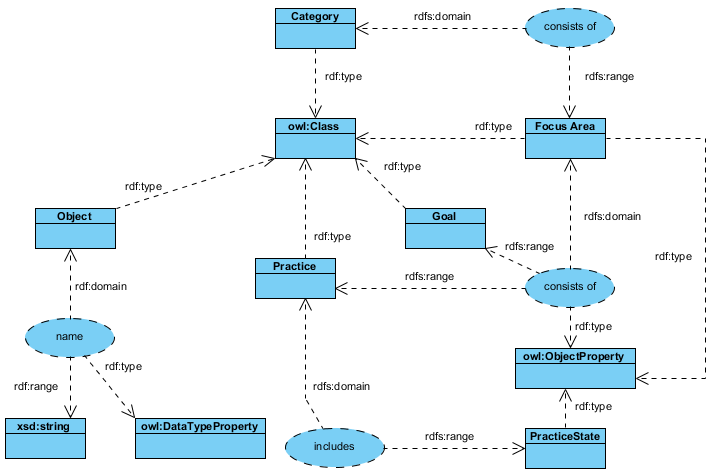 Category
rdfs:domain
consists of
rdf:type
rdfs:range
owl:Class
rdf:type
Focus Area
rdf:type
rdf:type
Object
Goal
rdfs:domain
rdf:type
rdfs:range
rdf:type
Practice
rdfs:range
consists of
rdf:domain
rdf:type
name
owl:ObjectProperty
rdf:type
rdf:range
rdfs:domain
rdf:type
xsd:string
owl:DataTypeProperty
rdfs:range
PracticeState
includes